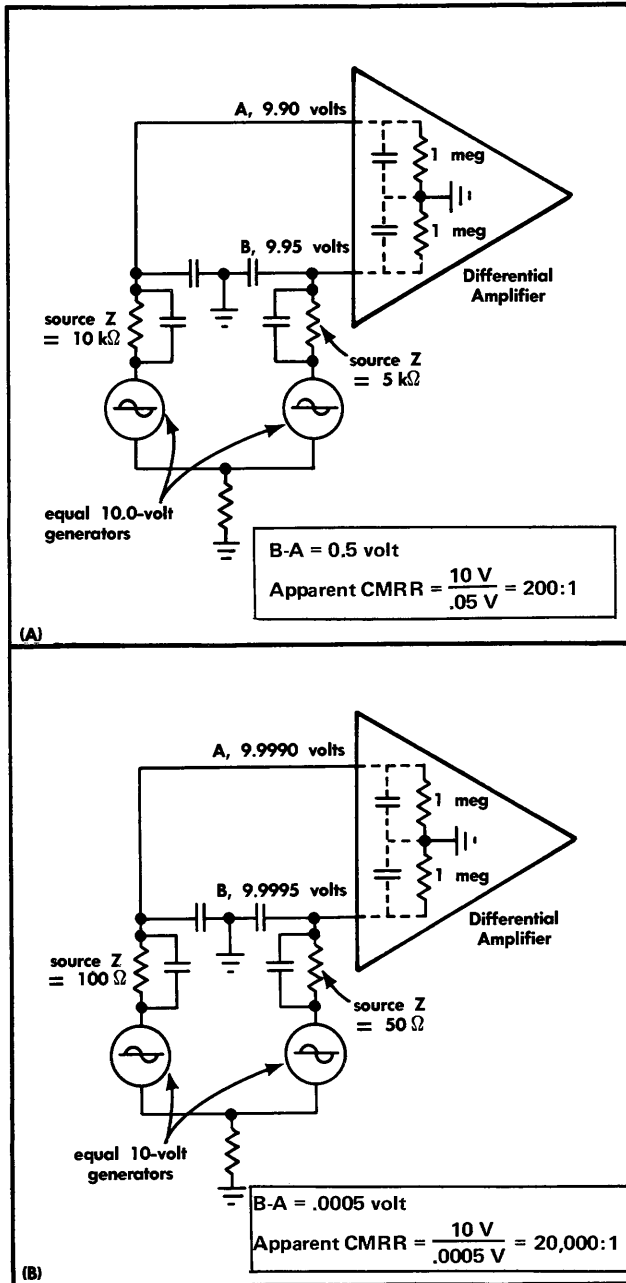 A, 9.90 volts
1 meg
1 meg
B, 9.95 volts
Differential
Amplifier
source Z
= 10 kΩ
source Z
= 5 kΩ
equal 10.0-volt
generators
B-A = 0.5 volt
Apparent CMRR = 10 V / .05 V = 200:1
(A)
A, 9.9990 volts
1 meg
1 meg
B, 9.9995 volts
Differential
Amplifier
source Z
= 100 Ω
source Z
= 50 Ω
equal 10-volt
generators
B-A = .0005 volt
Apparent CMRR = 10 V / .0005 V = 20,000:1
(B)